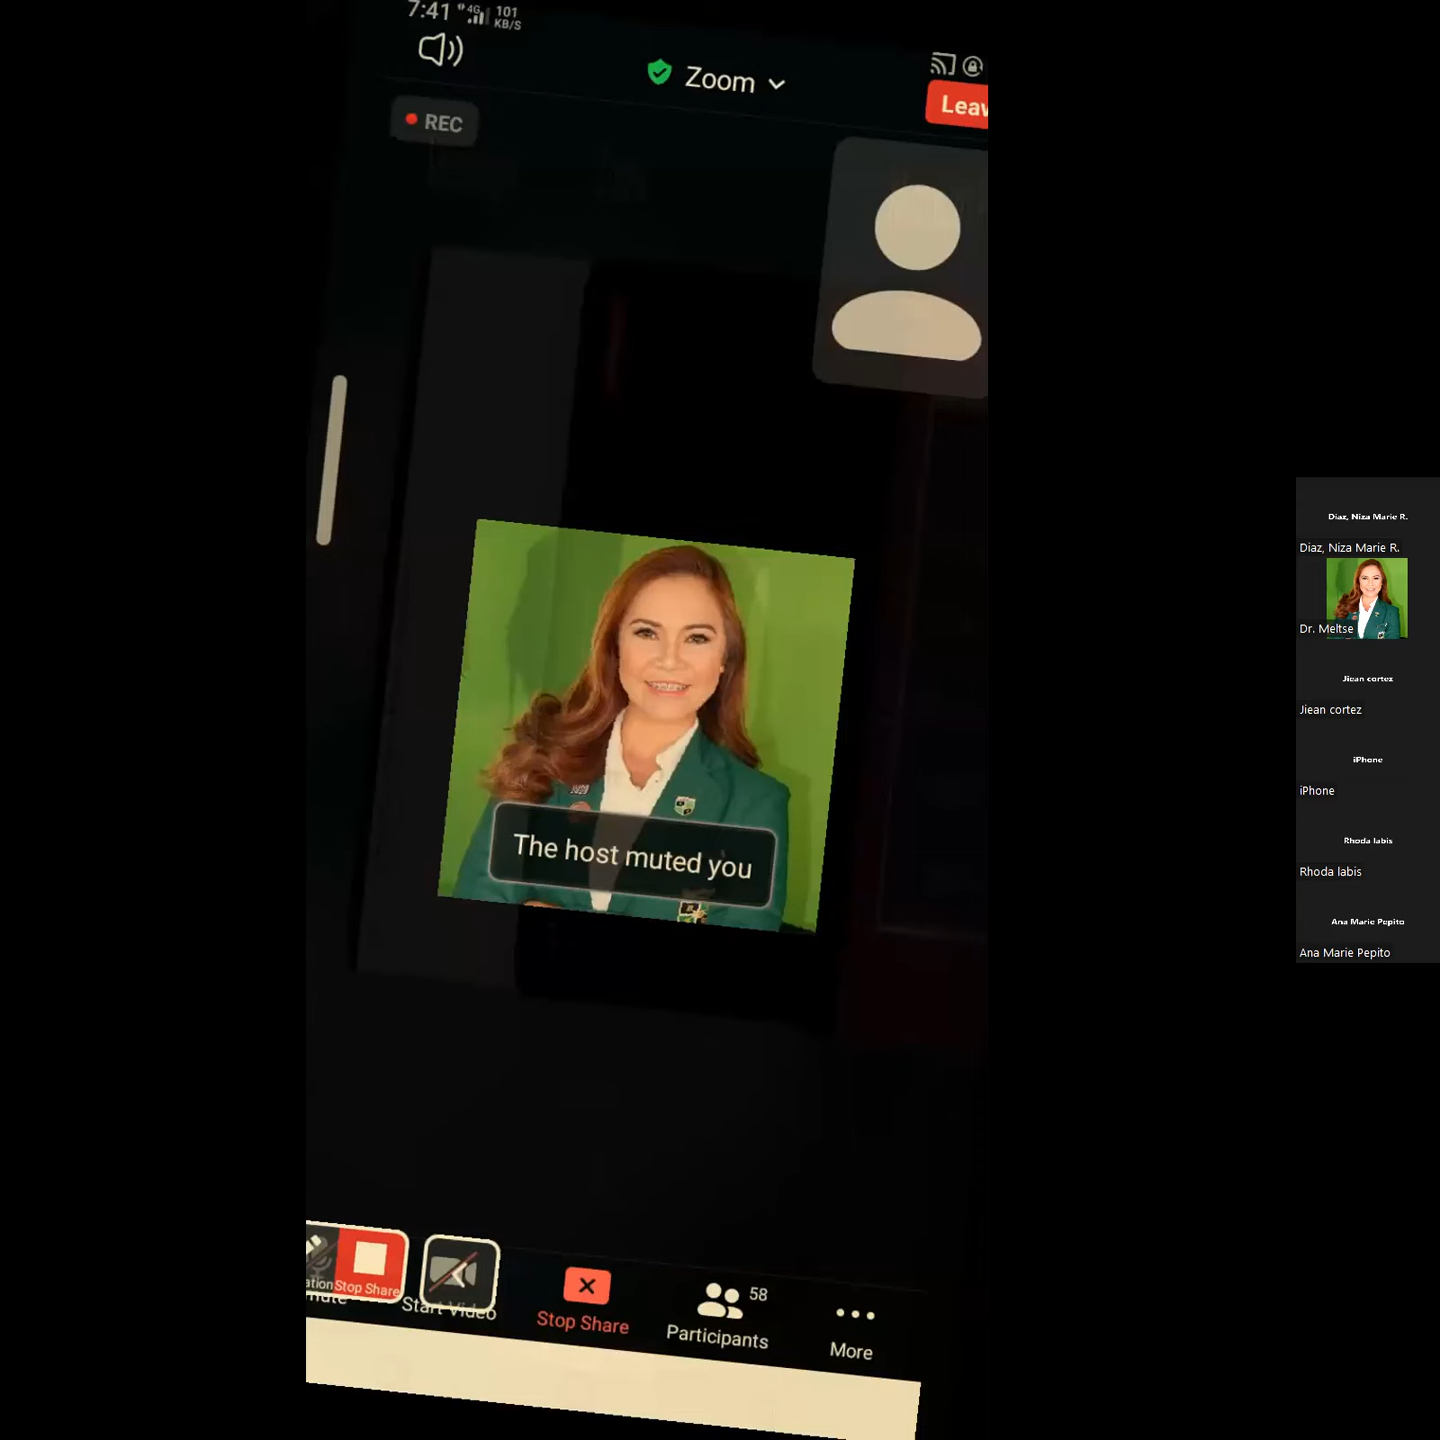 7:41 4G 101
KB/S
Zoom
REC
The host muted you
Stop Share
Start Video
Stop Share
58
Participants
More
Diaz, Niza Marie R.
Diaz, Niza Marie R.
Dr. Meltse
Jiean cortez
Jiean cortez
iPhone
iPhone
Rhoda labis
Rhoda labis
Ana Marie Pepito
Ana Marie Pepito